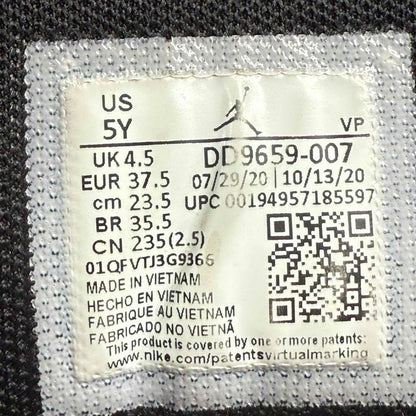 US
5Y
VP
UK 4.5
DD9659-007
EUR 37.5
07/29/20 | 10/13/20
cm 23.5
UPC 00194957185597
BR 35.5
CN 235(2.5)
01QFVTJ3G9366
MADE IN VIETNAM
HECHO EN VIETNAM
FABRIQUE AU VIETNAM
FABRICADO NO VIETNÃ
This product is covered by one or more patents:
www.nike.com/patentsvirtualmarking